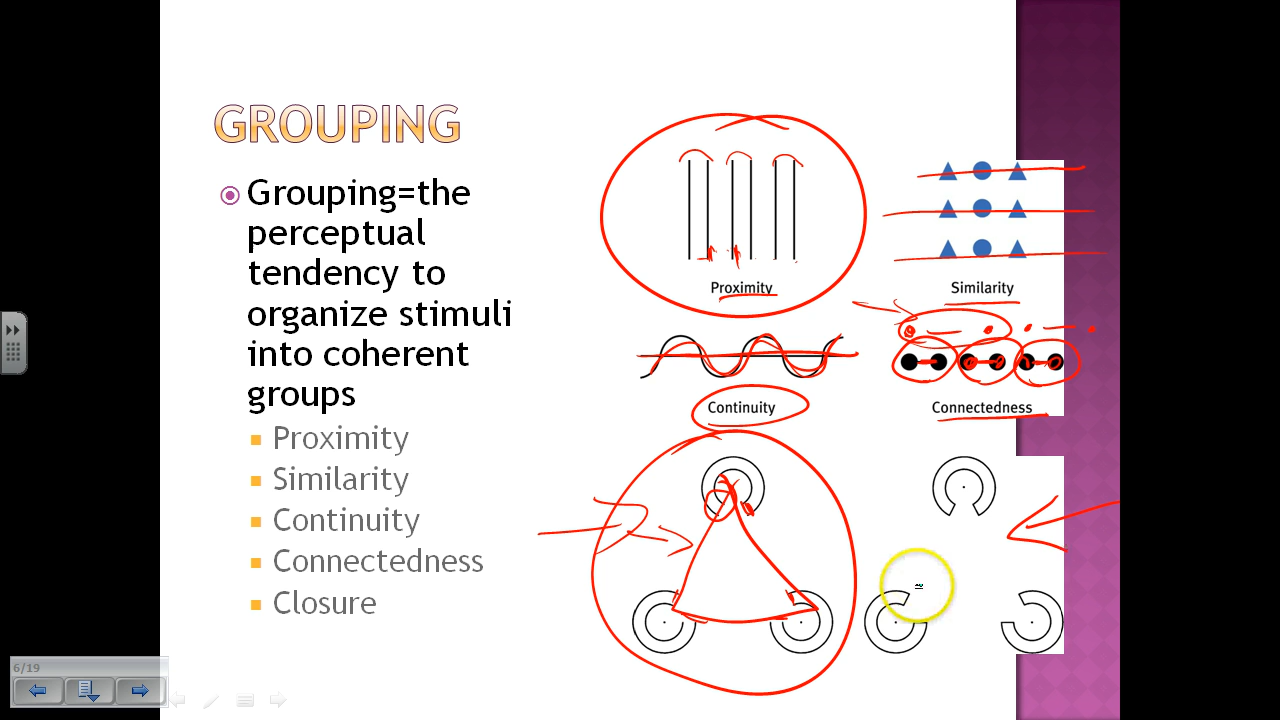 GROUPING
Grouping=the
perceptual
tendency to
organize stimuli
into coherent
groups
Proximity
Similarity
Continuity
Connectedness
Closure
Proximity
Similarity
Continuity
Connectedness
6/19